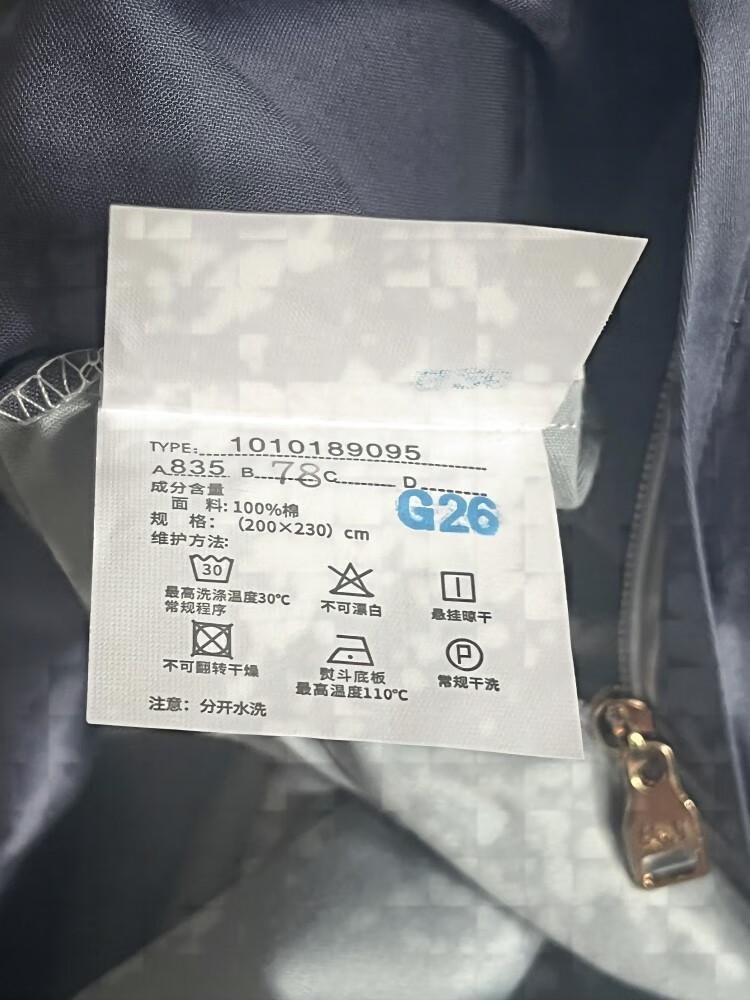 TYPE: 1010189095
A 835 B 78 C D
成分含量
G26
面 料: 100%棉
规 格: (200×230) cm
维护方法:
30
最高洗涤温度30℃
常规程序
不可漂白
悬挂晾干
不可翻转干燥
熨斗底板
最高温度110℃
P
常规干洗
注意: 分开水洗